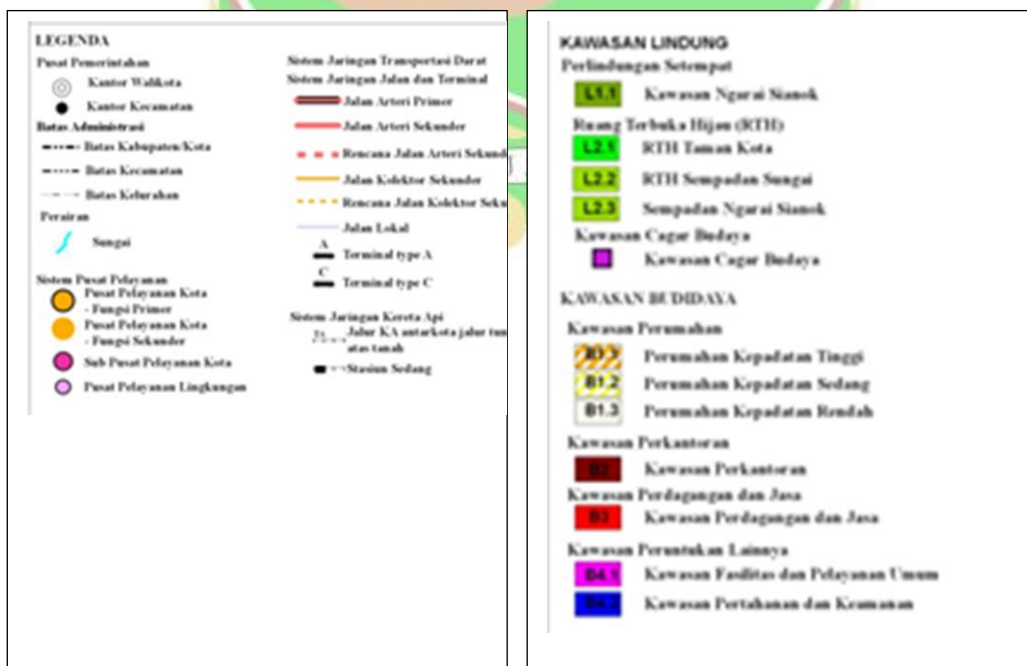 LEGENDA
Pusat Pemerintahan
Kantor Walikota
Kantor Kecamatan
Batas Administrasi
Batas Kabupaten/Kota
Batas Kecamatan
Batas Kelurahan
Perairan
Sungai
Sistem Pusat Pelayanan
Pusat Pelayanan Kota
- Fungsi Primer
Pusat Pelayanan Kota
- Fungsi Sekunder
Sub Pusat Pelayanan Kota
Pusat Pelayanan Lingkungan
Sistem Jaringan Transportasi Darat
Sistem Jaringan Jalan dan Terminal
Jalan Arteri Primer
Jalan Arteri Sekunder
Rencana Jalan Arteri Sekund
Jalan Kolektor Sekunder
Rencana Jalan Kolektor Seku
Jalan Lokal
A
Terminal type A
C
Terminal type C
Sistem Jaringan Kereta Api
Jalur KA antarkota jalur tun
atas tanah
Stasiun Sedang
KAWASAN LINDUNG
Perlindungan Setempat
L1.1 Kawasan Ngarai Sianok
Ruang Terbuka Hijau (RTH)
L2.1 RTH Taman Kota
L2.2 RTH Sempadan Sungai
L2.3 Sempadan Ngarai Sianok
Kawasan Cagar Budaya
Kawasan Cagar Budaya
KAWASAN BUDIDAYA
Kawasan Perumahan
Perumahan Kepadatan Tinggi
B1.2 Perumahan Kepadatan Sedang
B1.3 Perumahan Kepadatan Rendah
Kawasan Perkantoran
B2 Kawasan Perkantoran
Kawasan Perdagangan dan Jasa
B3 Kawasan Perdagangan dan Jasa
Kawasan Peruntukan Lainnya
B4.1 Kawasan Fasilitas dan Pelayanan Umum
B4.2 Kawasan Pertahanan dan Keamanan